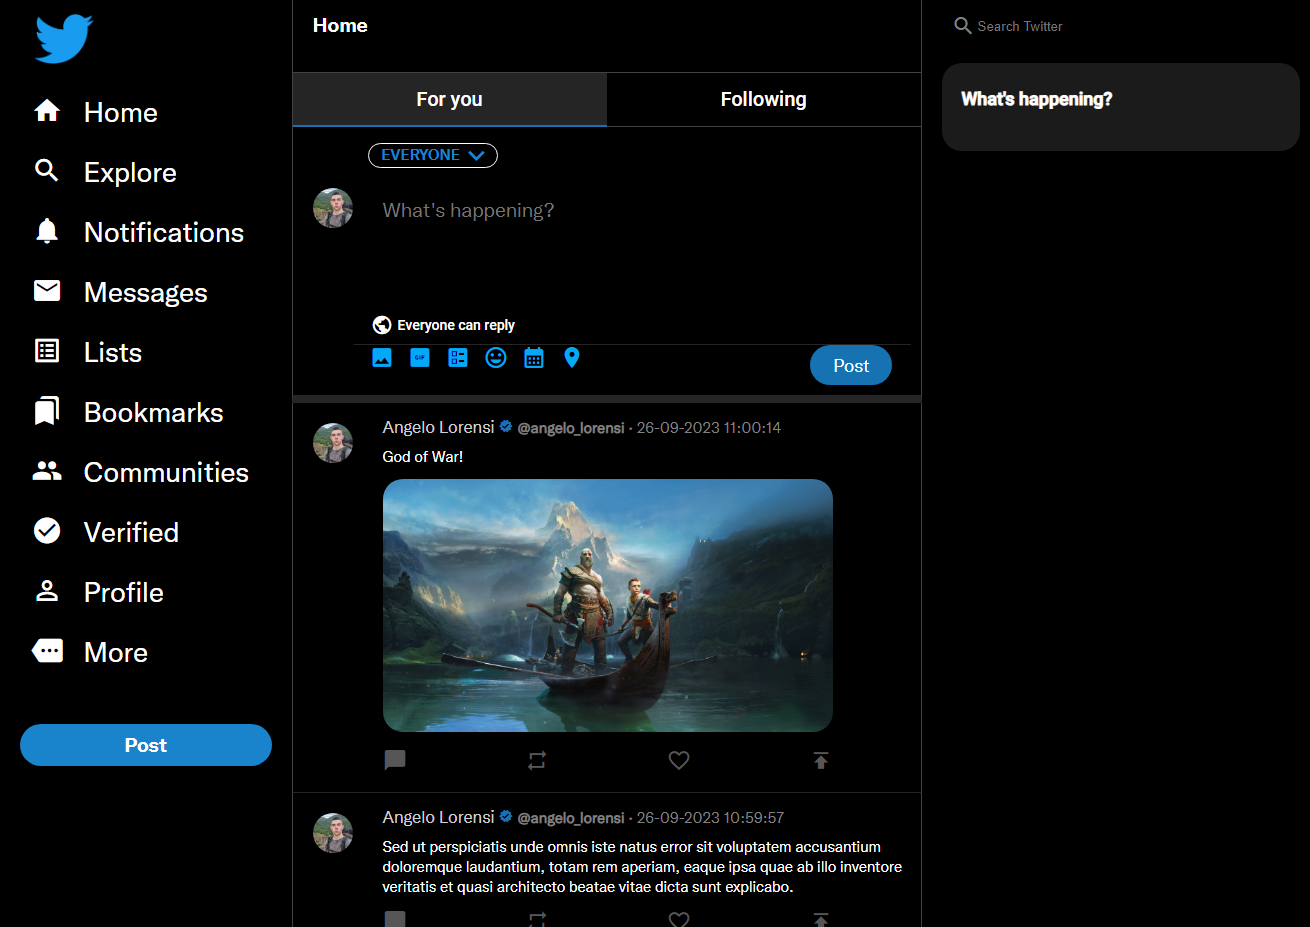 Home
Explore
Notifications
Messages
Lists
Bookmarks
Communities
Verified
Profile
More
Post
Home
For you
Following
EVERYONE
What's happening?
Everyone can reply
GIF
Post
Angelo Lorensi @angelo_lorensi · 26-09-2023 11:00:14
God of War!
Angelo Lorensi @angelo_lorensi · 26-09-2023 10:59:57
Sed ut perspiciatis unde omnis iste natus error sit voluptatem accusantium
doloremque laudantium, totam rem aperiam, eaque ipsa quae ab illo inventore
veritatis et quasi architecto beatae vitae dicta sunt explicabo.
Search Twitter
What's happening?